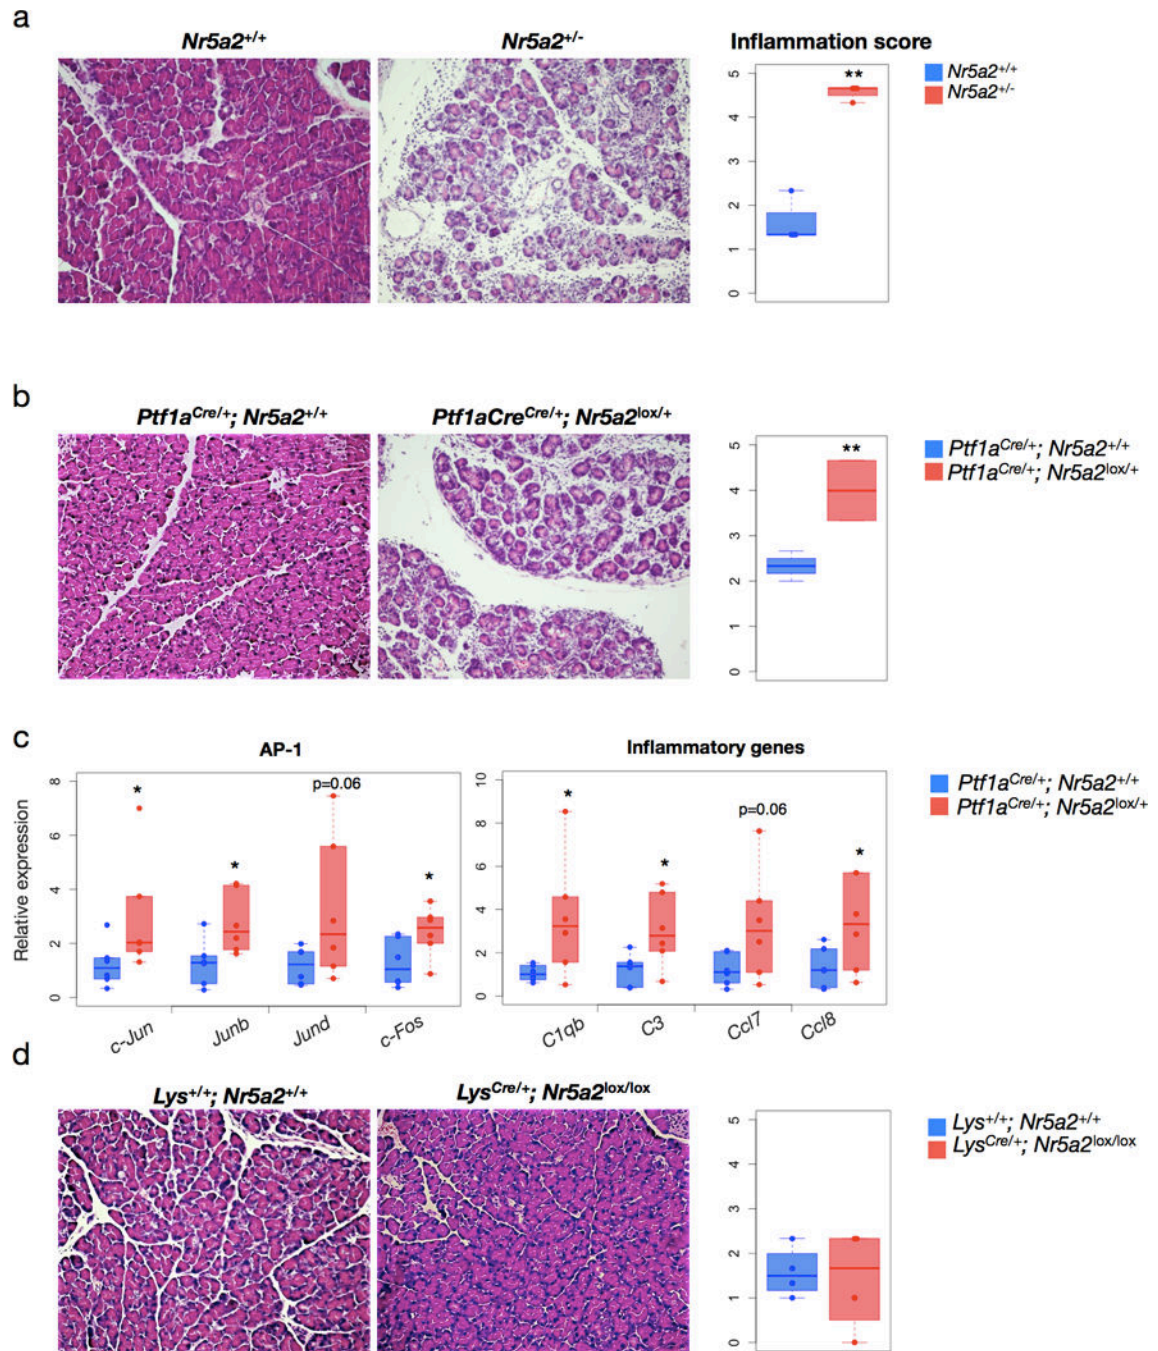 a
Nr5a2+/+
Nr5a2+/-
Inflammation score
5
4
3
2
1
0
**
Nr5a2+/+
Nr5a2+/-
b
Ptf1aCre/+; Nr5a2+/+
Ptf1aCreCre/+; Nr5a2lox/+
5
4
3
2
1
0
**
Ptf1aCre/+; Nr5a2+/+
Ptf1aCre/+; Nr5a2lox/+
c
AP-1
Relative expression
8
6
4
2
0
*
*
p=0.06
*
c-Jun
Junb
Jund
c-Fos
Inflammatory genes
10
8
6
4
2
0
*
*
p=0.06
*
C1qb
C3
Ccl7
Ccl8
Ptf1aCre/+; Nr5a2+/+
Ptf1aCre/+; Nr5a2lox/+
d
Lys+/+; Nr5a2+/+
LysCre/+; Nr5a2lox/lox
5
4
3
2
1
0
Lys+/+; Nr5a2+/+
LysCre/+; Nr5a2lox/lox